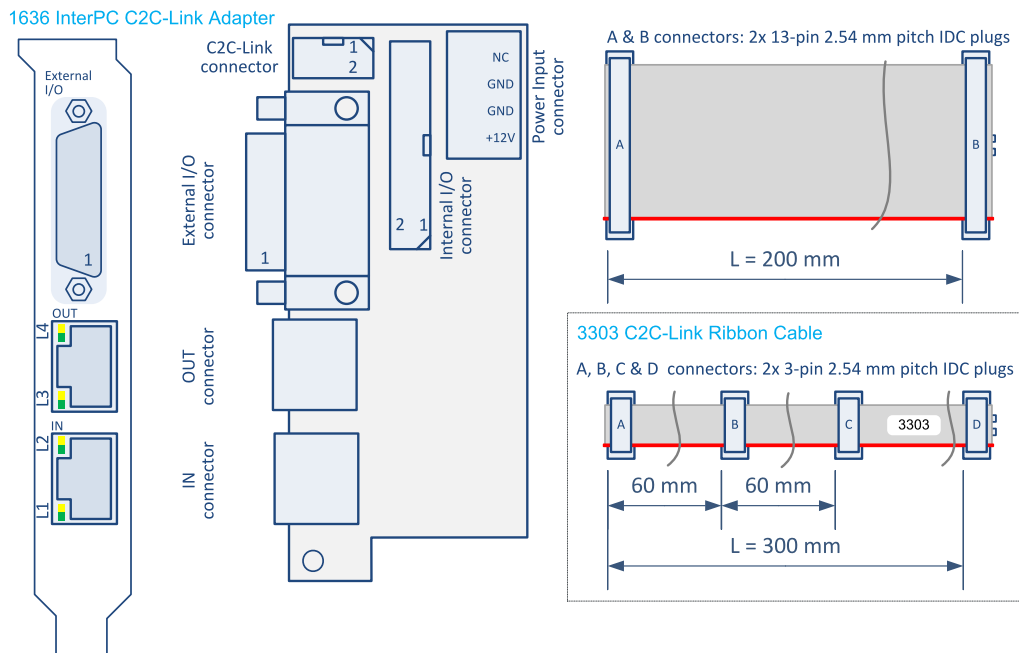 1636 InterPC C2C-Link Adapter
External
I/O
1
OUT
L4
L3
IN
L2
L1
C2C-Link
connector
1
2
External I/O
connector
1
2 1
Internal I/O
connector
NC
GND
GND
+12V
Power Input
connector
OUT
connector
IN
connector
A & B connectors: 2x 13-pin 2.54 mm pitch IDC plugs
A
B
L = 200 mm
3303 C2C-Link Ribbon Cable
A, B, C & D connectors: 2x 3-pin 2.54 mm pitch IDC plugs
A
B
C
3303
D
60 mm
60 mm
L = 300 mm